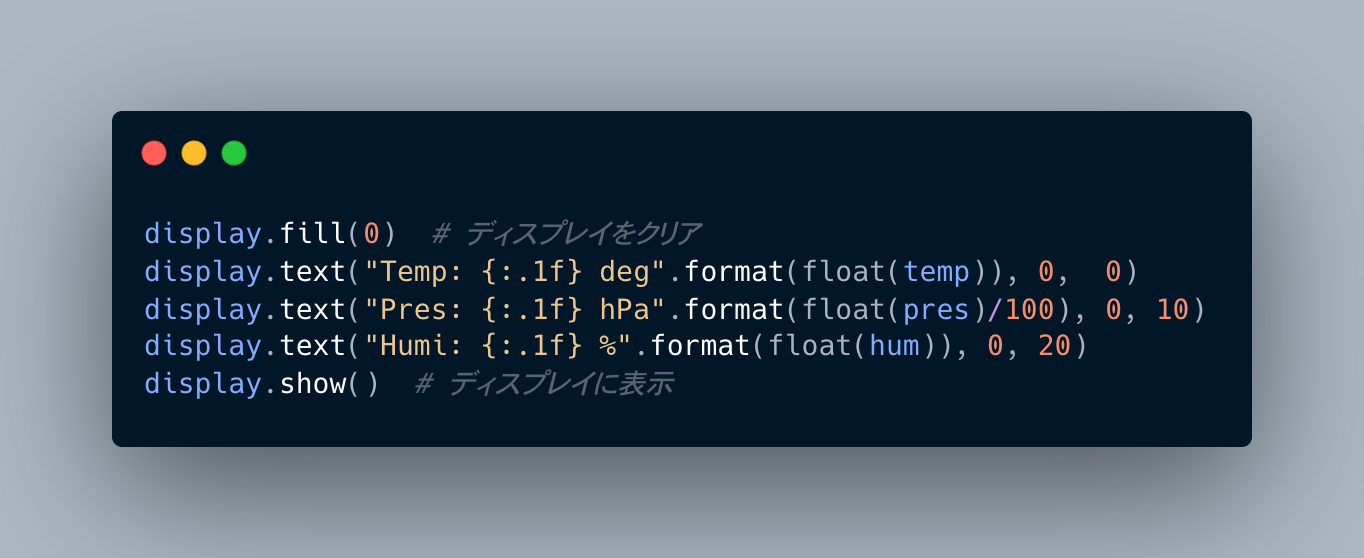 display.fill(0)  # ディスプレイをクリア
display.text("Temp: {:.1f} deg".format(float(temp)), 0,  0)
display.text("Pres: {:.1f} hPa".format(float(pres)/100), 0, 10)
display.text("Humi: {:.1f} %".format(float(hum)), 0, 20)
display.show()  # ディスプレイに表示